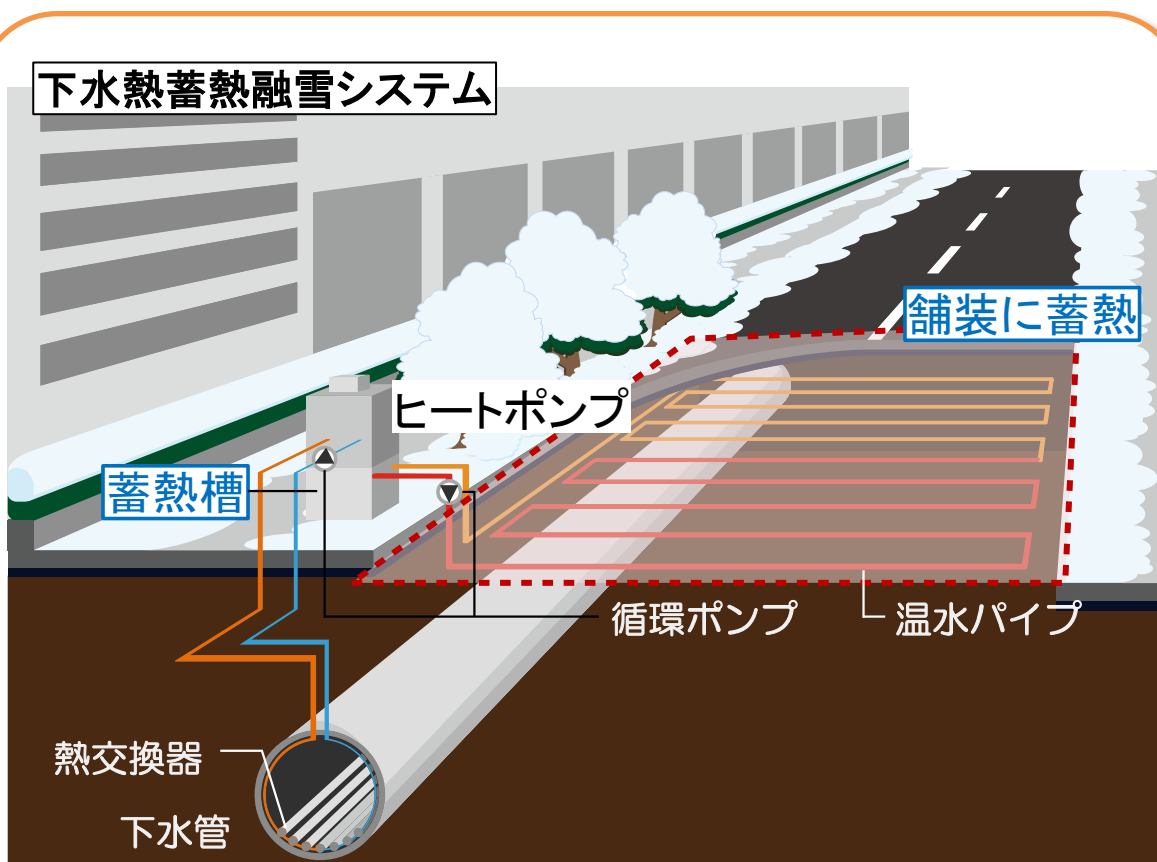 下水熱蓄熱融雪システム
舗装に蓄熱
ヒートポンプ
蓄熱槽
循環ポンプ
温水パイプ
熱交換器
下水管